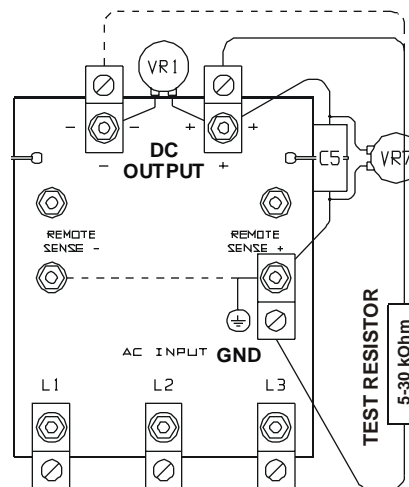 VR1
- - + +
DC
- +
OUTPUT
C5
VR7
REMOTE
SENSE -
REMOTE
SENSE +
TEST RESISTOR
5-30 kOhm
AC INPUT GND
L1 L2 L3